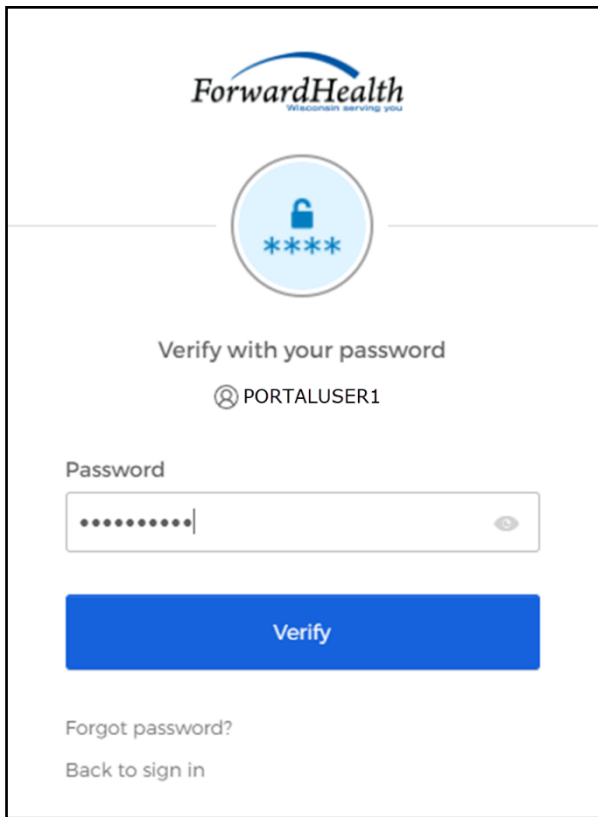 ForwardHealth
Wisconsin serving you
****
Verify with your password
PORTALUSER1
Password
••••••••••
Verify
Forgot password?
Back to sign in